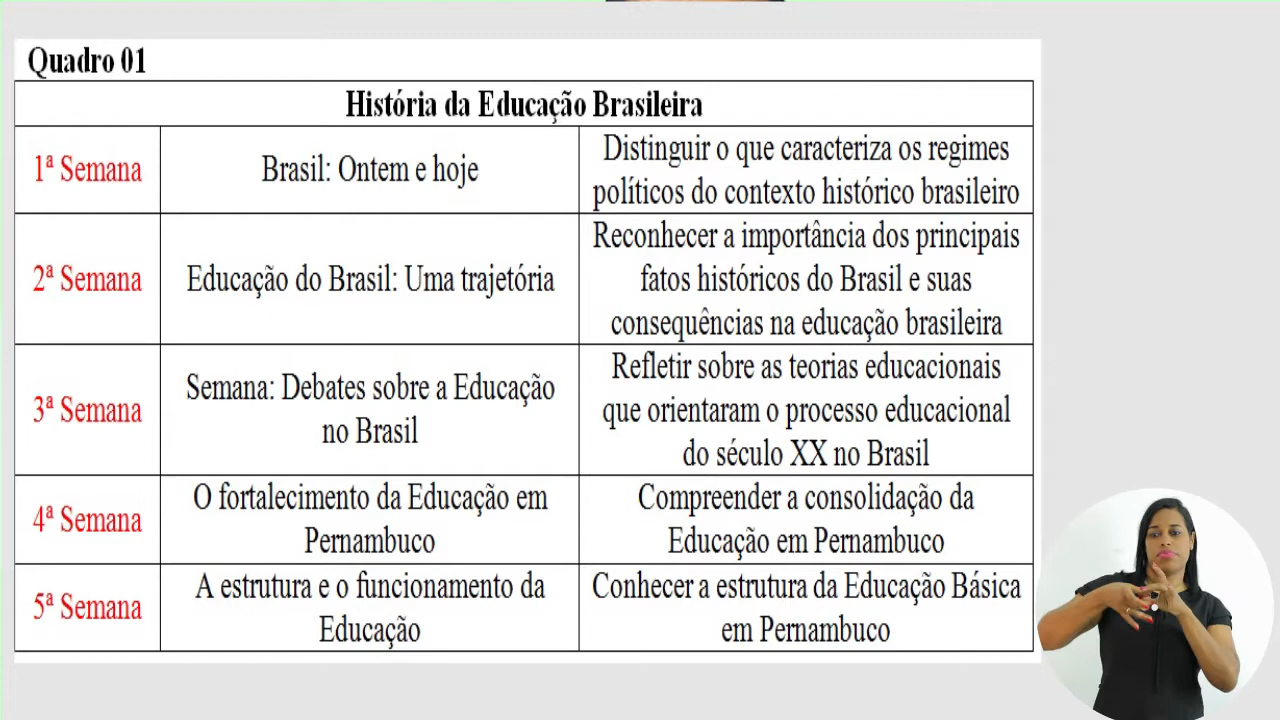 Quadro 01
História da Educação Brasileira
1ª Semana
Brasil: Ontem e hoje
Distinguir o que caracteriza os regimes
políticos do contexto histórico brasileiro
2ª Semana
Educação do Brasil: Uma trajetória
Reconhecer a importância dos principais
fatos históricos do Brasil e suas
consequências na educação brasileira
3ª Semana
Semana: Debates sobre a Educação
no Brasil
Refletir sobre as teorias educacionais
que orientaram o processo educacional
do século XX no Brasil
4ª Semana
O fortalecimento da Educação em
Pernambuco
Compreender a consolidação da
Educação em Pernambuco
5ª Semana
A estrutura e o funcionamento da
Educação
Conhecer a estrutura da Educação Básica
em Pernambuco